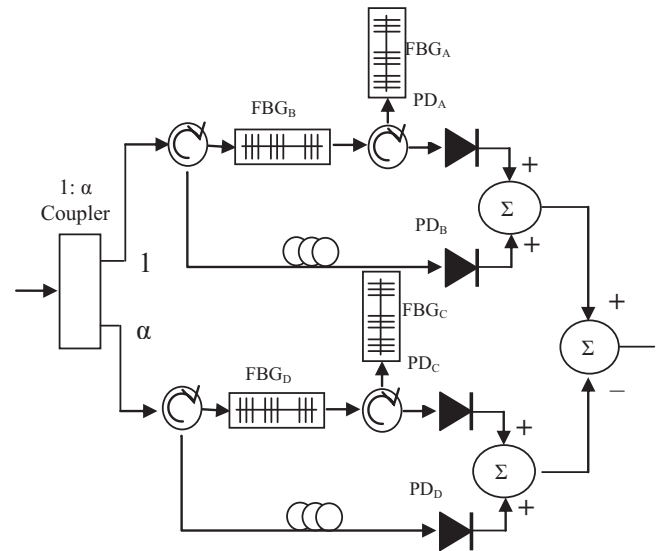 FBG_A
PD_A
FBG_B
1: α
Coupler
+
Σ
PD_B
+
1
+
FBG_C
α
Σ
PD_C
−
FBG_D
+
Σ
PD_D
+